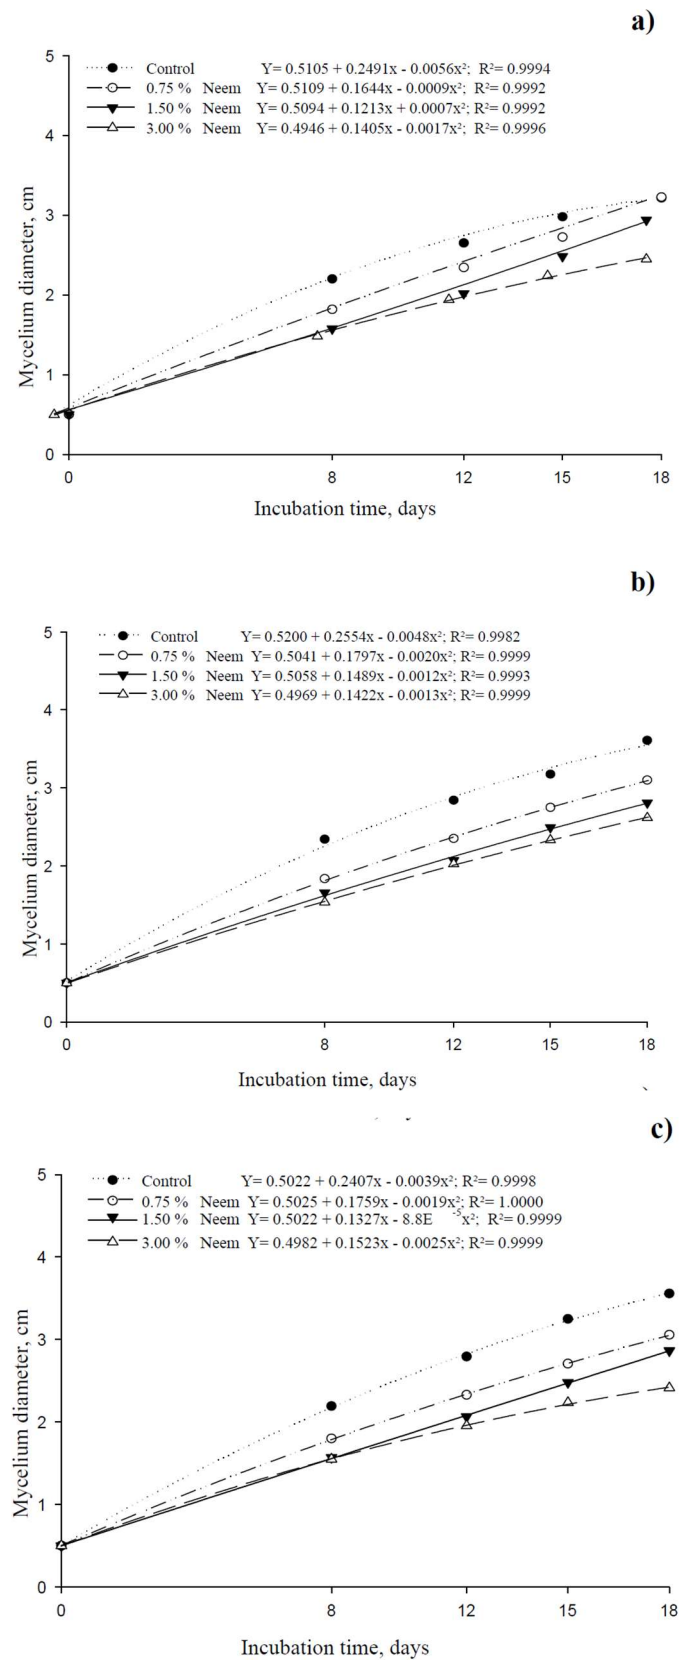 a)
5
Control Y= 0.5105 + 0.2491x - 0.0056x²; R²= 0.9994
0.75 % Neem Y= 0.5109 + 0.1644x - 0.0009x²; R²= 0.9992
1.50 % Neem Y= 0.5094 + 0.1213x + 0.0007x²; R²= 0.9992
3.00 % Neem Y= 0.4946 + 0.1405x - 0.0017x²; R²= 0.9996
4
3
2
1
0
Mycelium diameter, cm
0 8 12 15 18
Incubation time, days
b)
5
Control Y= 0.5200 + 0.2554x - 0.0048x²; R²= 0.9982
0.75 % Neem Y= 0.5041 + 0.1797x - 0.0020x²; R²= 0.9999
1.50 % Neem Y= 0.5058 + 0.1489x - 0.0012x²; R²= 0.9993
3.00 % Neem Y= 0.4969 + 0.1422x - 0.0013x²; R²= 0.9999
4
3
2
1
0
Mycelium diameter, cm
0 8 12 15 18
Incubation time, days
c)
5
Control Y= 0.5022 + 0.2407x - 0.0039x²; R²= 0.9998
0.75 % Neem Y= 0.5025 + 0.1759x - 0.0019x²; R²= 1.0000
1.50 % Neem Y= 0.5022 + 0.1327x - 8.8E ⁻⁵x²; R²= 0.9999
3.00 % Neem Y= 0.4982 + 0.1523x - 0.0025x²; R²= 0.9999
4
3
2
1
0
Mycelium diameter, cm
0 8 12 15 18
Incubation time, days